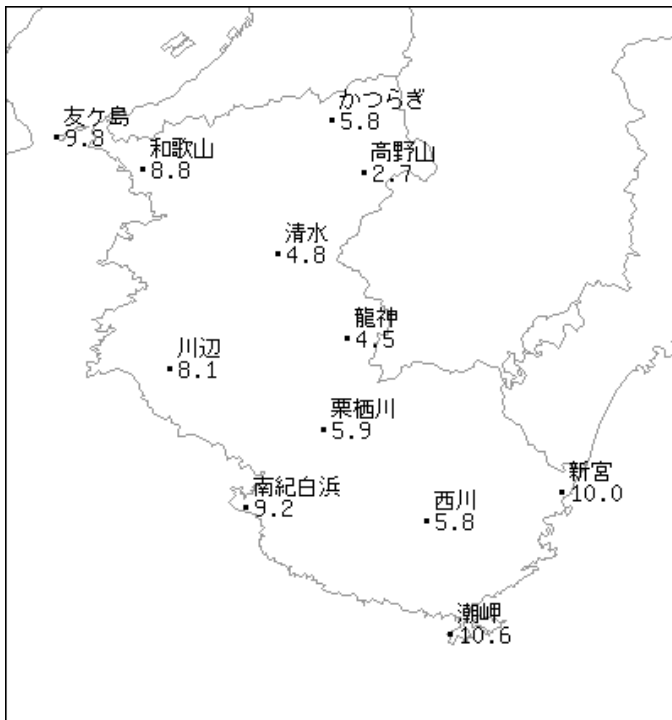 かつらぎ
5.8
友ケ島
9.8
和歌山
8.8
高野山
2.7
清水
4.8
龍神
4.5
川辺
8.1
栗栖川
5.9
新宮
10.0
南紀白浜
9.2
西川
5.8
潮岬
10.6